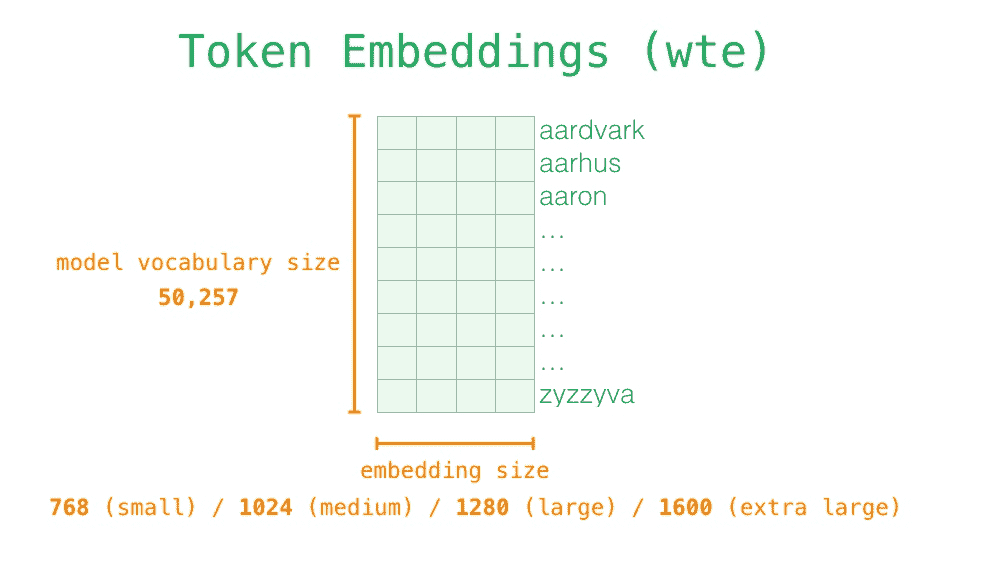 Token Embeddings (wte)
aardvark
aarhus
aaron
...
...
...
...
...
zyzzyva
model vocabulary size
50,257
embedding size
768 (small) / 1024 (medium) / 1280 (large) / 1600 (extra large)